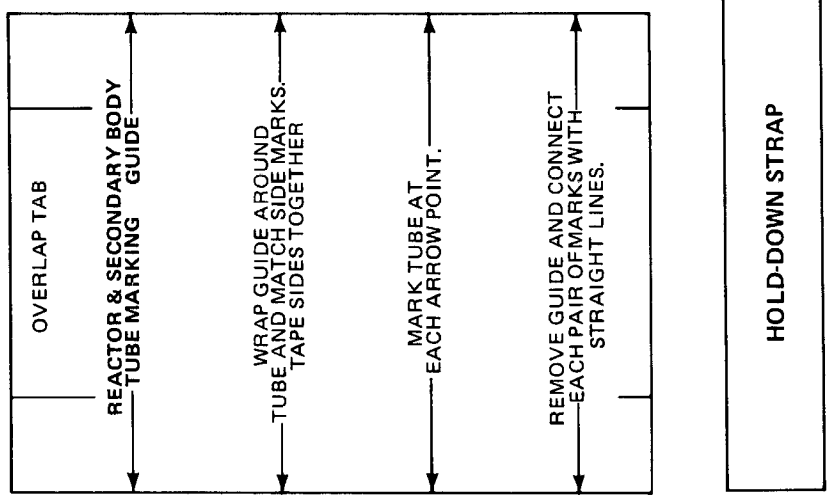 OVERLAP TAB
REACTOR & SECONDARY BODY
TUBE MARKING GUIDE
WRAP GUIDE AROUND
TUBE AND MATCH SIDE MARKS.
TAPE SIDES TOGETHER
MARK TUBE AT
EACH ARROW POINT.
REMOVE GUIDE AND CONNECT
EACH PAIR OF MARKS WITH
STRAIGHT LINES.
HOLD-DOWN STRAP